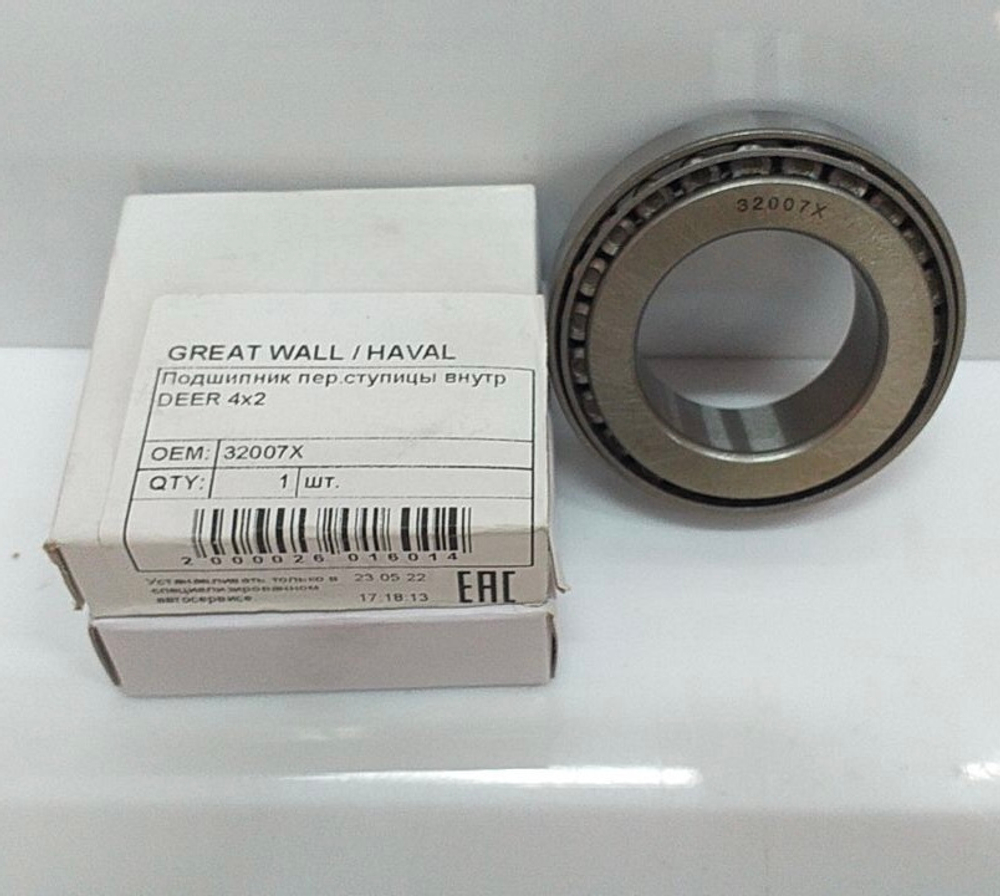 GREAT WALL / HAVAL
Подшипник пер.ступицы внутр
DEER 4x2
OEM: 32007X
QTY: 1 шт.
2 000026 016014
Устанавливать только в
специализированном
автосервисе
23 05 22
17:18:13
EAC
32007X